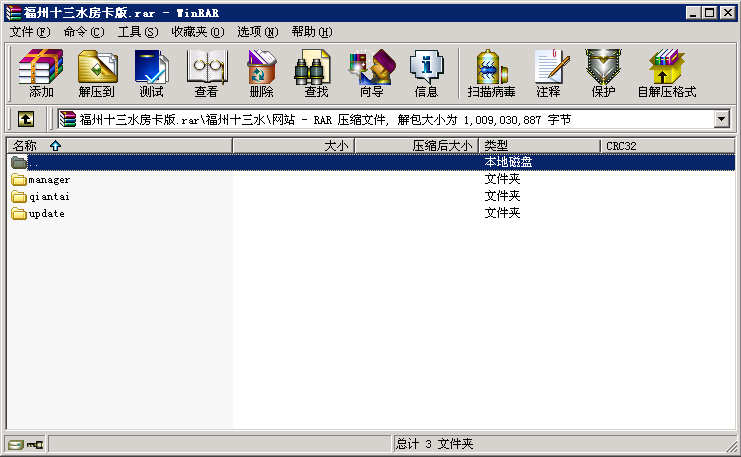 福州十三水房卡版.rar - WinRAR
文件(F) 命令(C) 工具(S) 收藏夹(O) 选项(N) 帮助(H)
添加 解压到 测试 查看 删除 查找 向导 信息 扫描病毒 注释 保护 自解压格式
福州十三水房卡版.rar\福州十三水\网站 - RAR 压缩文件, 解包大小为 1,009,030,887 字节
名称 大小 压缩后大小 类型 CRC32
.. 本地磁盘
manager 文件夹
qiantai 文件夹
update 文件夹
总计 3 文件夹